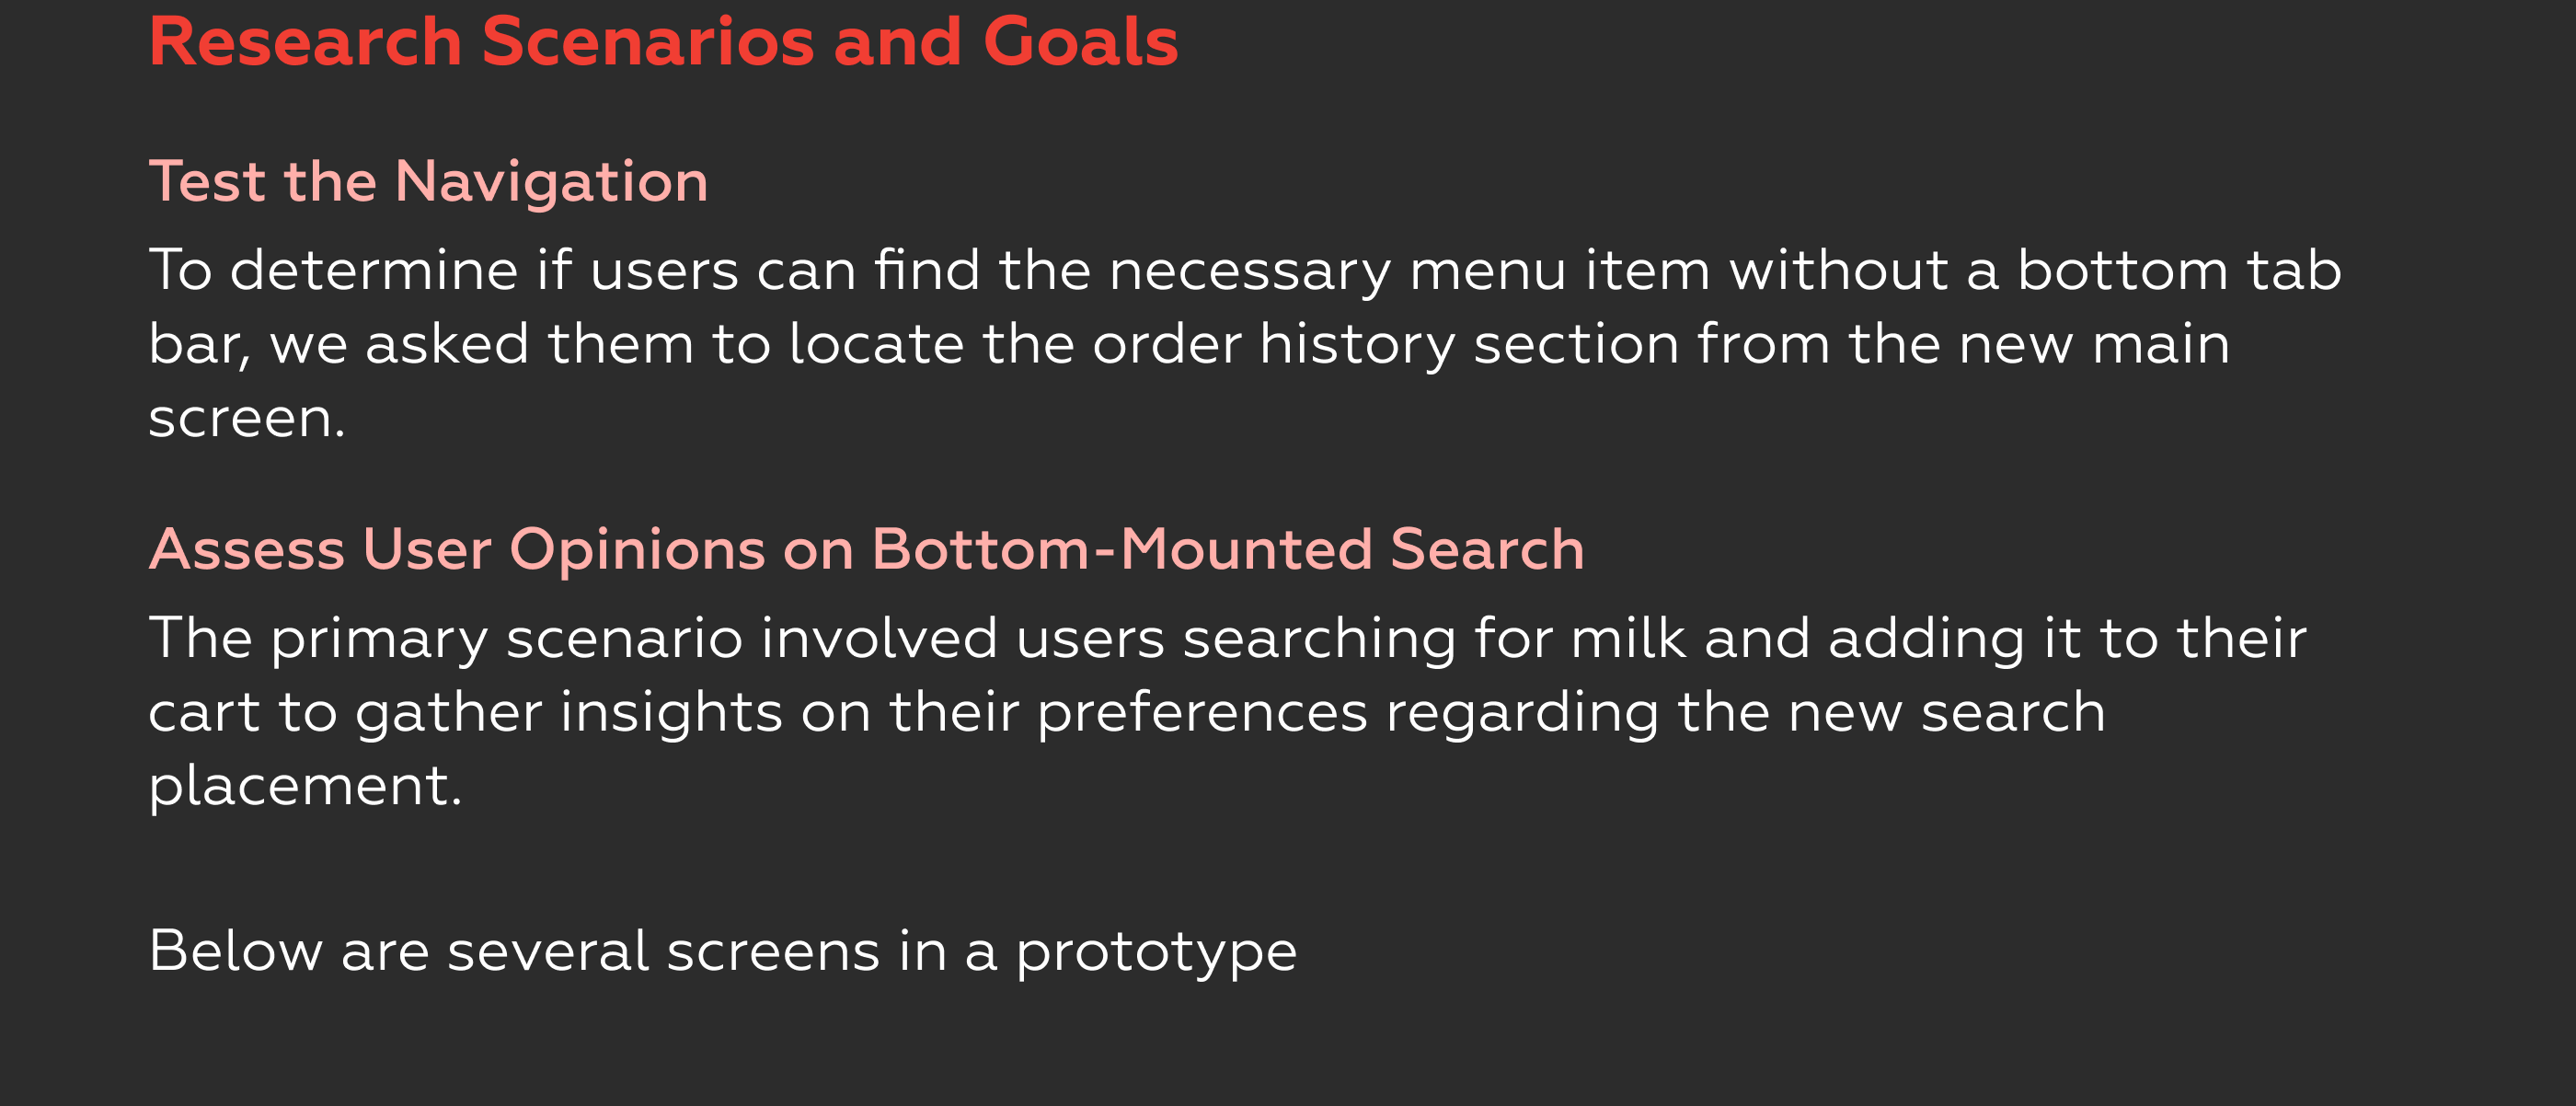 Research Scenarios and Goals
Test the Navigation
To determine if users can find the necessary menu item without a bottom tab
bar, we asked them to locate the order history section from the new main
screen.
Assess User Opinions on Bottom-Mounted Search
The primary scenario involved users searching for milk and adding it to their
cart to gather insights on their preferences regarding the new search
placement.
Below are several screens in a prototype